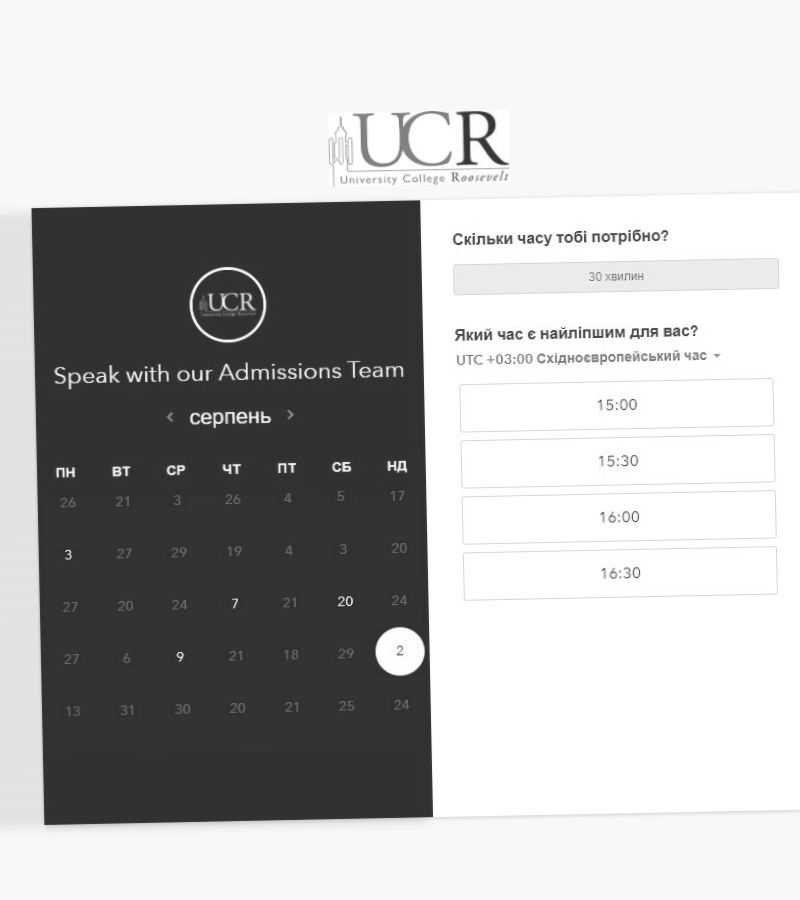 UCR
University College Roosevelt
UCR
University College Roosevelt
Speak with our Admissions Team
‹ серпень ›
ПН ВТ СР ЧТ ПТ СБ НД
26 21 3 26 4 5 17
3 27 29 19 4 3 20
27 20 24 7 21 20 24
27 6 9 21 18 29 2
13 31 30 20 21 25 24
Скільки часу тобі потрібно?
30 хвилин
Який час є найліпшим для вас?
UTC +03:00 Східноєвропейський час
15:00
15:30
16:00
16:30